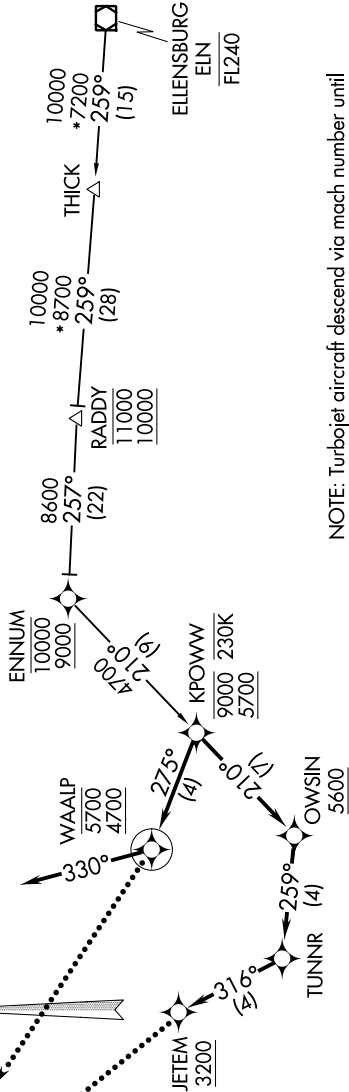 ELLENSBURG
ELN
FL240
10000
*7200
259°
(15)
THICK
10000
*8700
259°
(28)
RADDY
11000
10000
8600
257°
(22)
ENNUM
10000
9000
4700
210°
(9)
KPOWW
9000 230K
5700
275°
(4)
WAALP
5700
4700
330°
210°
(7)
OWSIN
5600
259°
(4)
TUNNR
316°
(4)
JETEM
3200
NOTE: Turbojet aircraft descend via mach number until